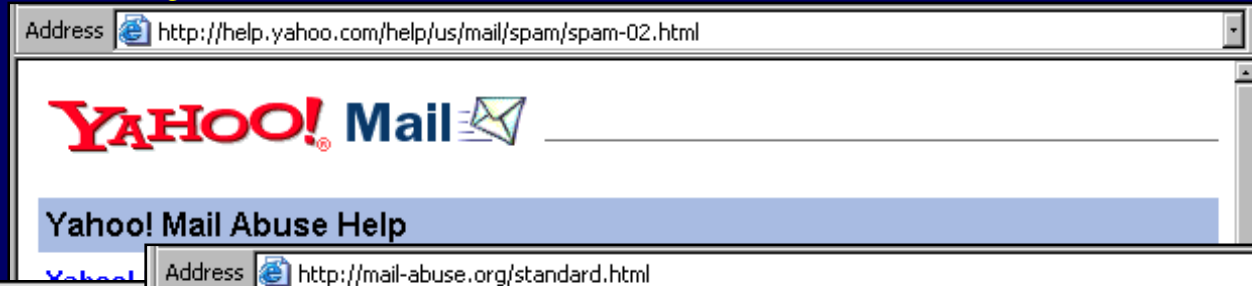 Address http://help.yahoo.com/help/us/mail/spam/spam-02.html
YAHOO!® Mail
Yahoo! Mail Abuse Help
Address http://mail-abuse.org/standard.html